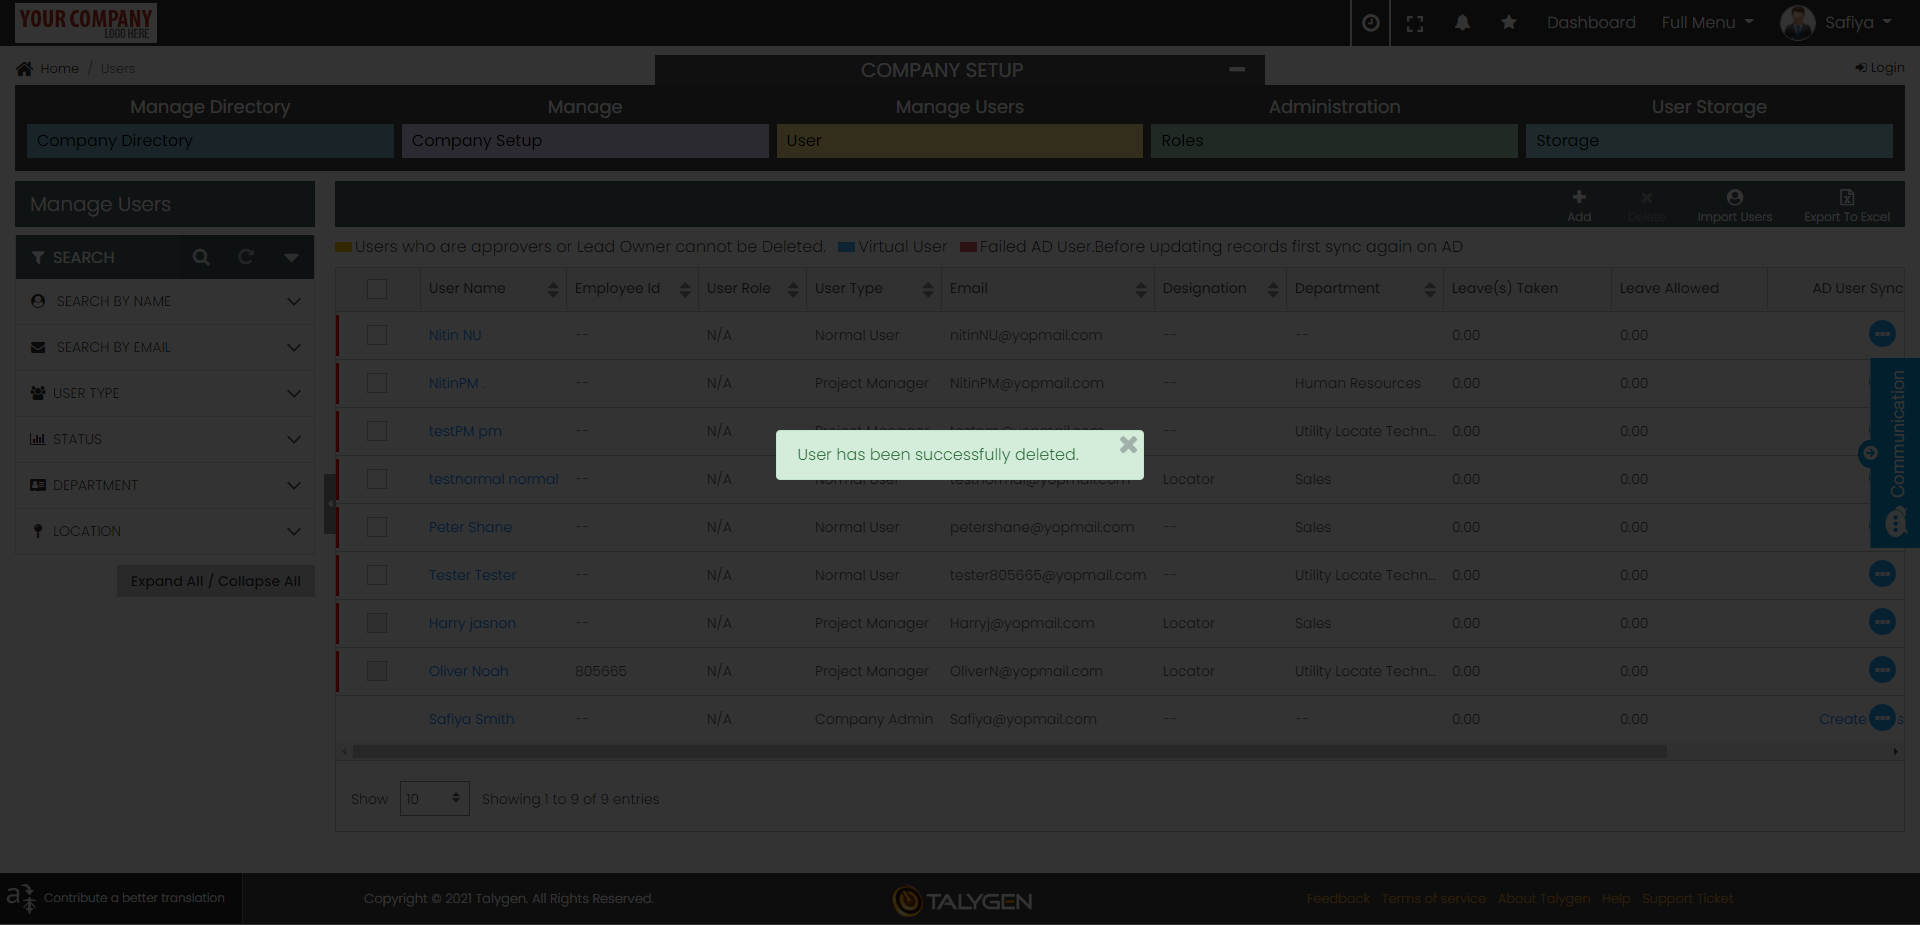 YOUR COMPANY
LOGO HERE
Dashboard
Full Menu
Safiya
Home / Users
COMPANY SETUP
Login
Manage Directory
Manage
Manage Users
Administration
User Storage
Company Directory
Company Setup
User
Roles
Storage
Manage Users
Add
Delete
Import Users
Export To Excel
SEARCH
SEARCH BY NAME
SEARCH BY EMAIL
USER TYPE
STATUS
DEPARTMENT
LOCATION
Expand All / Collapse All
Users who are approvers or Lead Owner cannot be Deleted. Virtual User Failed AD User.Before updating records first sync again on AD
User Name Employee Id User Role User Type Email Designation Department Leave(s) Taken Leave Allowed AD User Sync
Nitin NU -- N/A Normal User nitinNU@yopmail.com -- -- 0.00 0.00
NitinPM . -- N/A Project Manager NitinPM@yopmail.com -- Human Resources 0.00 0.00
testPM pm -- N/A Project Manager Utility Locate Techn... 0.00 0.00
testnormal normal -- N/A Normal User testnormal@yopmail.com Locator Sales 0.00 0.00
Peter Shane -- N/A Normal User petershane@yopmail.com -- Sales 0.00 0.00
Tester Tester -- N/A Normal User tester805665@yopmail.com -- Utility Locate Techn... 0.00 0.00
Harry jasnon -- N/A Project Manager Harryj@yopmail.com Locator Sales 0.00 0.00
Oliver Noah 805665 N/A Project Manager OliverN@yopmail.com Locator Utility Locate Techn... 0.00 0.00
Safiya Smith -- N/A Company Admin Safiya@yopmail.com -- -- 0.00 0.00 Create s
User has been successfully deleted.
Communication
Show 10 Showing 1 to 9 of 9 entries
Contribute a better translation
Copyright © 2021 Talygen. All Rights Reserved.
TALYGEN
Feedback Terms of service About Talygen Help Support Ticket